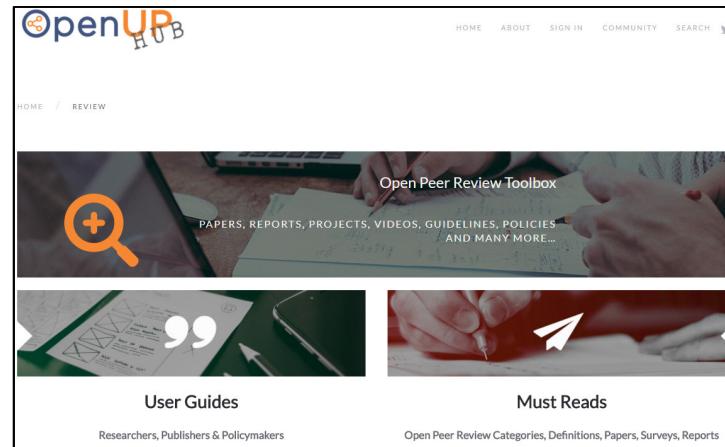 OpenUP
HUB
HOME ABOUT SIGN IN COMMUNITY SEARCH
HOME / REVIEW
Open Peer Review Toolbox
PAPERS, REPORTS, PROJECTS, VIDEOS, GUIDELINES, POLICIES
AND MANY MORE...
User Guides
Must Reads
Researchers, Publishers & Policymakers
Open Peer Review Categories, Definitions, Papers, Surveys, Reports